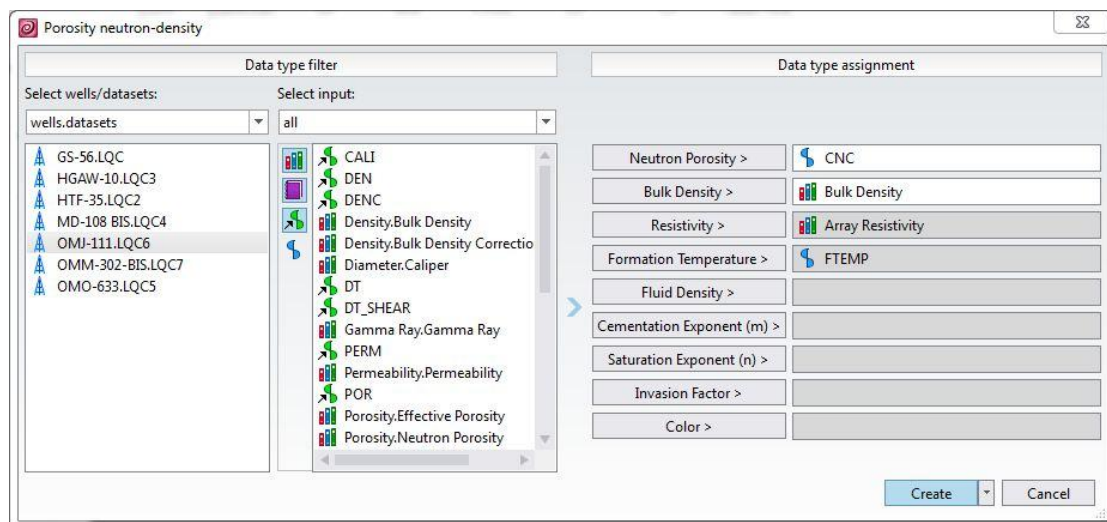 Porosity neutron-density
Data type filter
Data type assignment
Select wells/datasets:
Select input:
wells.datasets
all
GS-56.LQC
HGAW-10.LQC3
HTF-35.LQC2
MD-108 BIS.LQC4
OMJ-111.LQC6
OMM-302-BIS.LQC7
OMO-633.LQC5
CALI
DEN
DENC
Density.Bulk Density
Density.Bulk Density Correctio
Diameter.Caliper
DT
DT_SHEAR
Gamma Ray.Gamma Ray
PERM
Permeability.Permeability
POR
Porosity.Effective Porosity
Porosity.Neutron Porosity
Neutron Porosity > CNC
Bulk Density > Bulk Density
Resistivity > Array Resistivity
Formation Temperature > FTEMP
Fluid Density >
Cementation Exponent (m) >
Saturation Exponent (n) >
Invasion Factor >
Color >
Create
Cancel